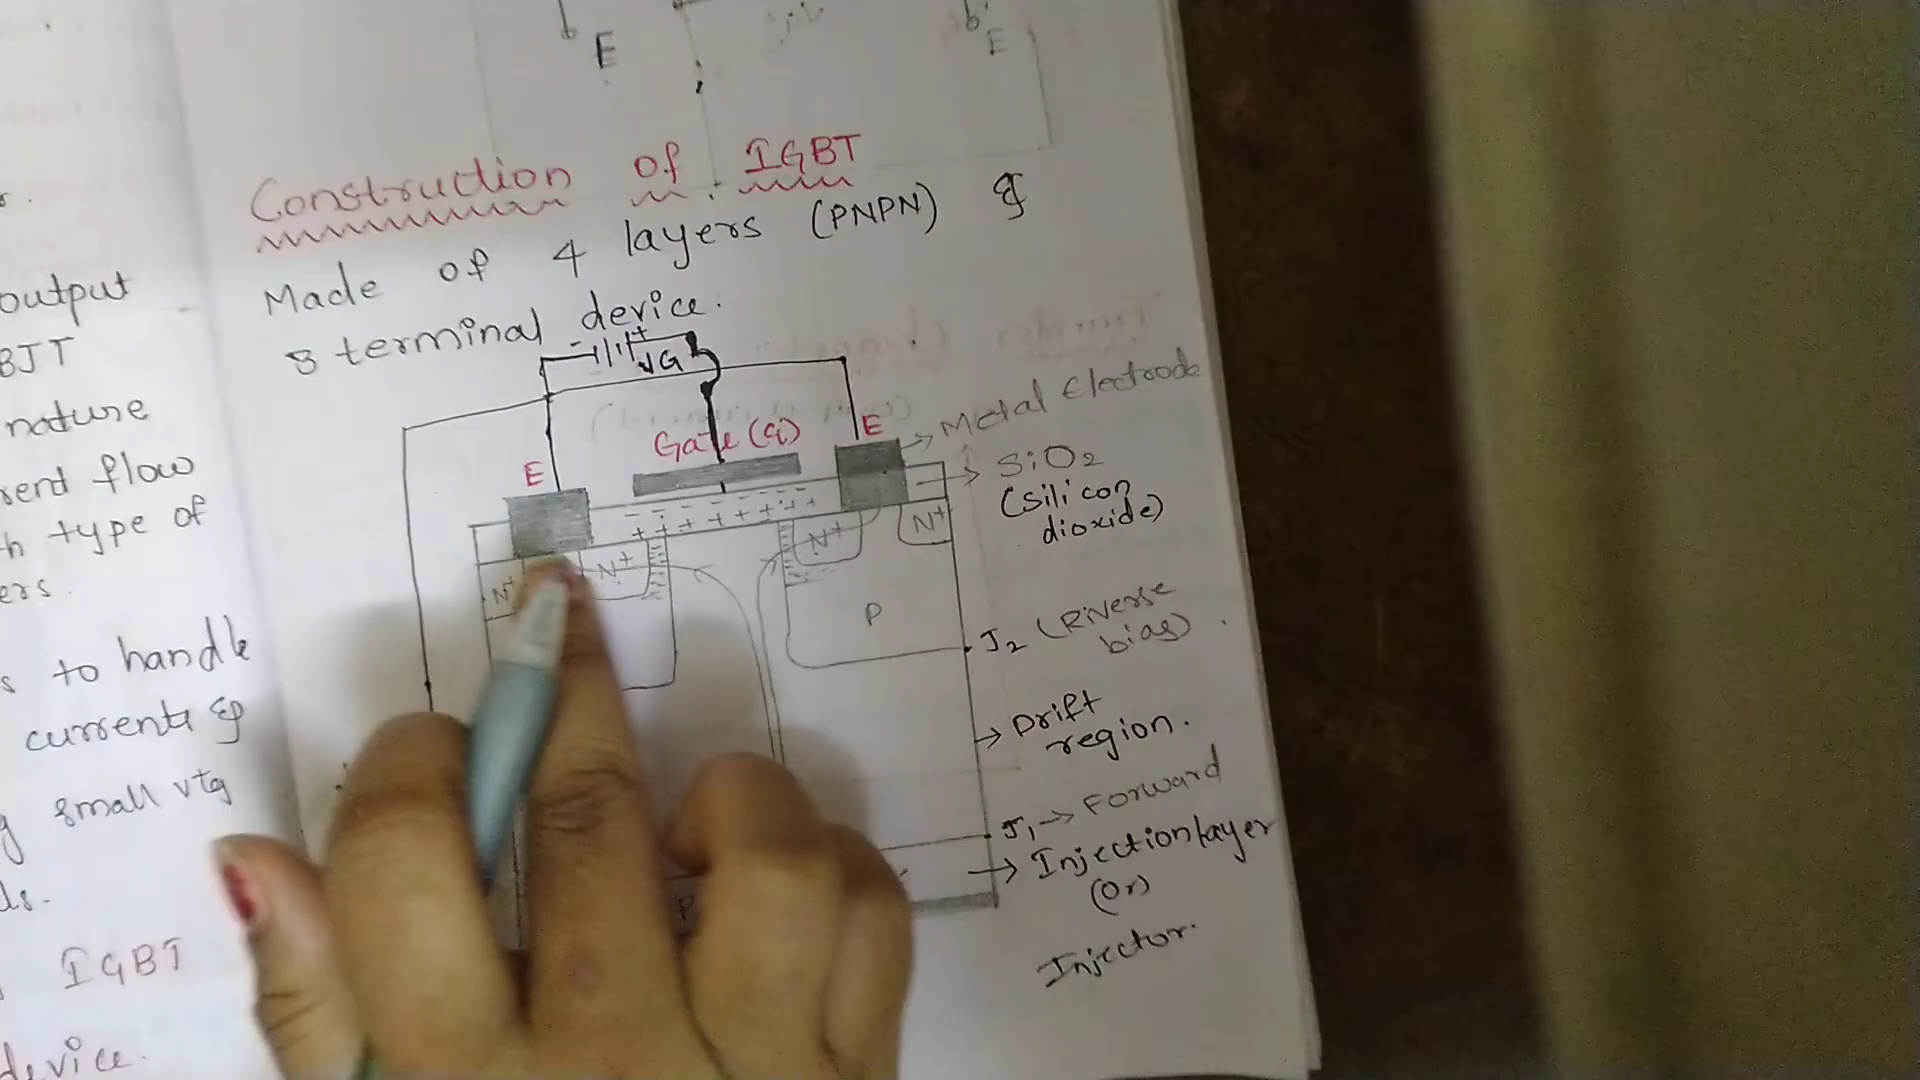 E
E
Construction of IGBT
Made of 4 layers (PNPN) &
3 terminal device.
- +
VG
Gate (G)
E
E
Metal Electrode
SiO2
(Silicon
dioxide)
N+
N+
N+
N+
P
J2 (Riverse
bias).
Drift
region.
J1 → Forward
Injection layer
(Or)
Injector.
P
output
BJT
nature
flow
type of
to handle
currents &
small vtg
IGBT
device.